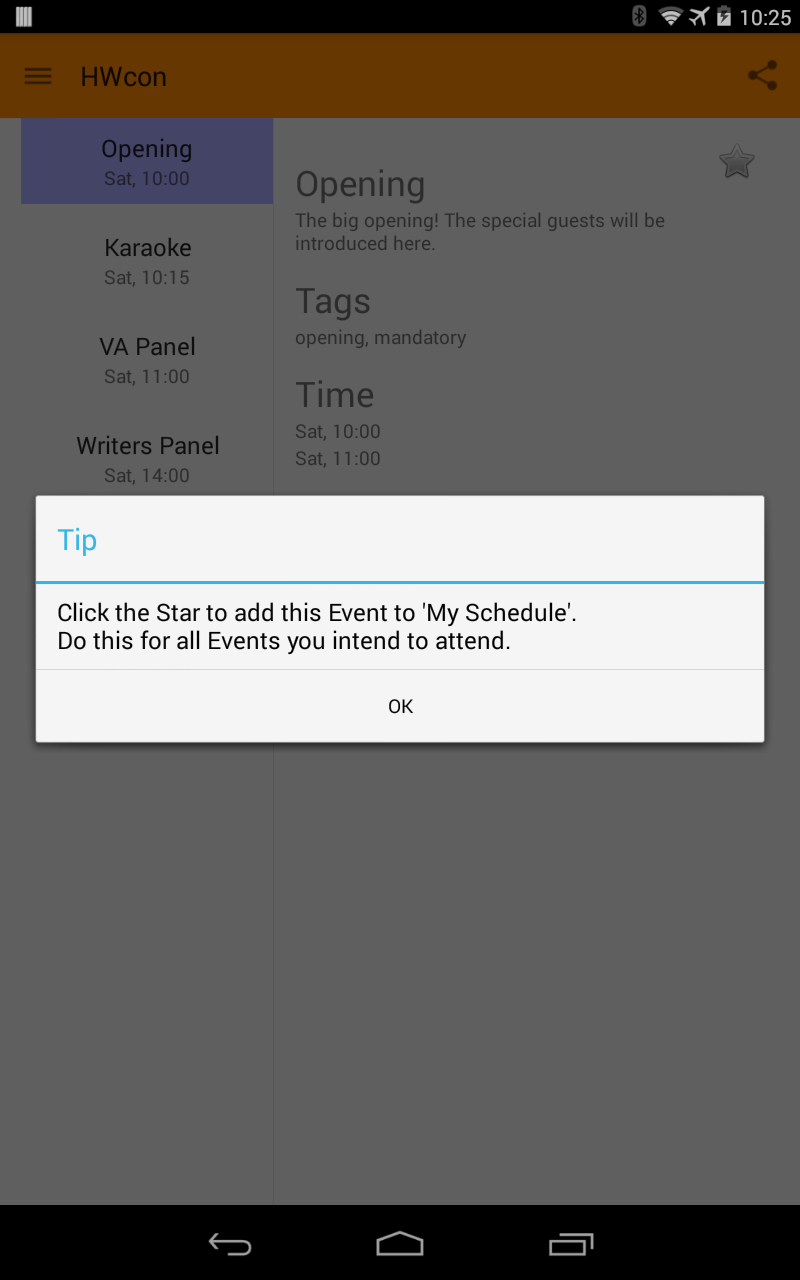 10:25
HWcon
Opening
Sat, 10:00
Karaoke
Sat, 10:15
VA Panel
Sat, 11:00
Writers Panel
Sat, 14:00
Opening
The big opening! The special guests will be
introduced here.
Tags
opening, mandatory
Time
Sat, 10:00
Sat, 11:00
Tip
Click the Star to add this Event to 'My Schedule'.
Do this for all Events you intend to attend.
OK